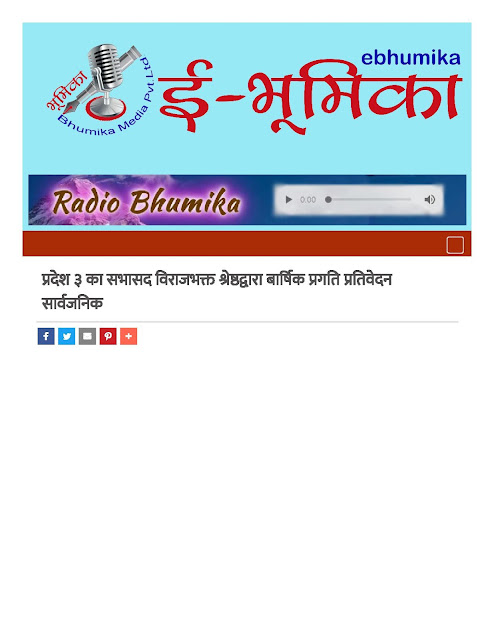 ebhumika
भूमिका
Bhumika Media Pvt Ltd
ई-भूमिका
Radio Bhumika
0:00
प्रदेश ३ का सभासद विराजभक्त श्रेष्ठद्वारा बार्षिक प्रगति प्रतिवेदन
सार्वजनिक